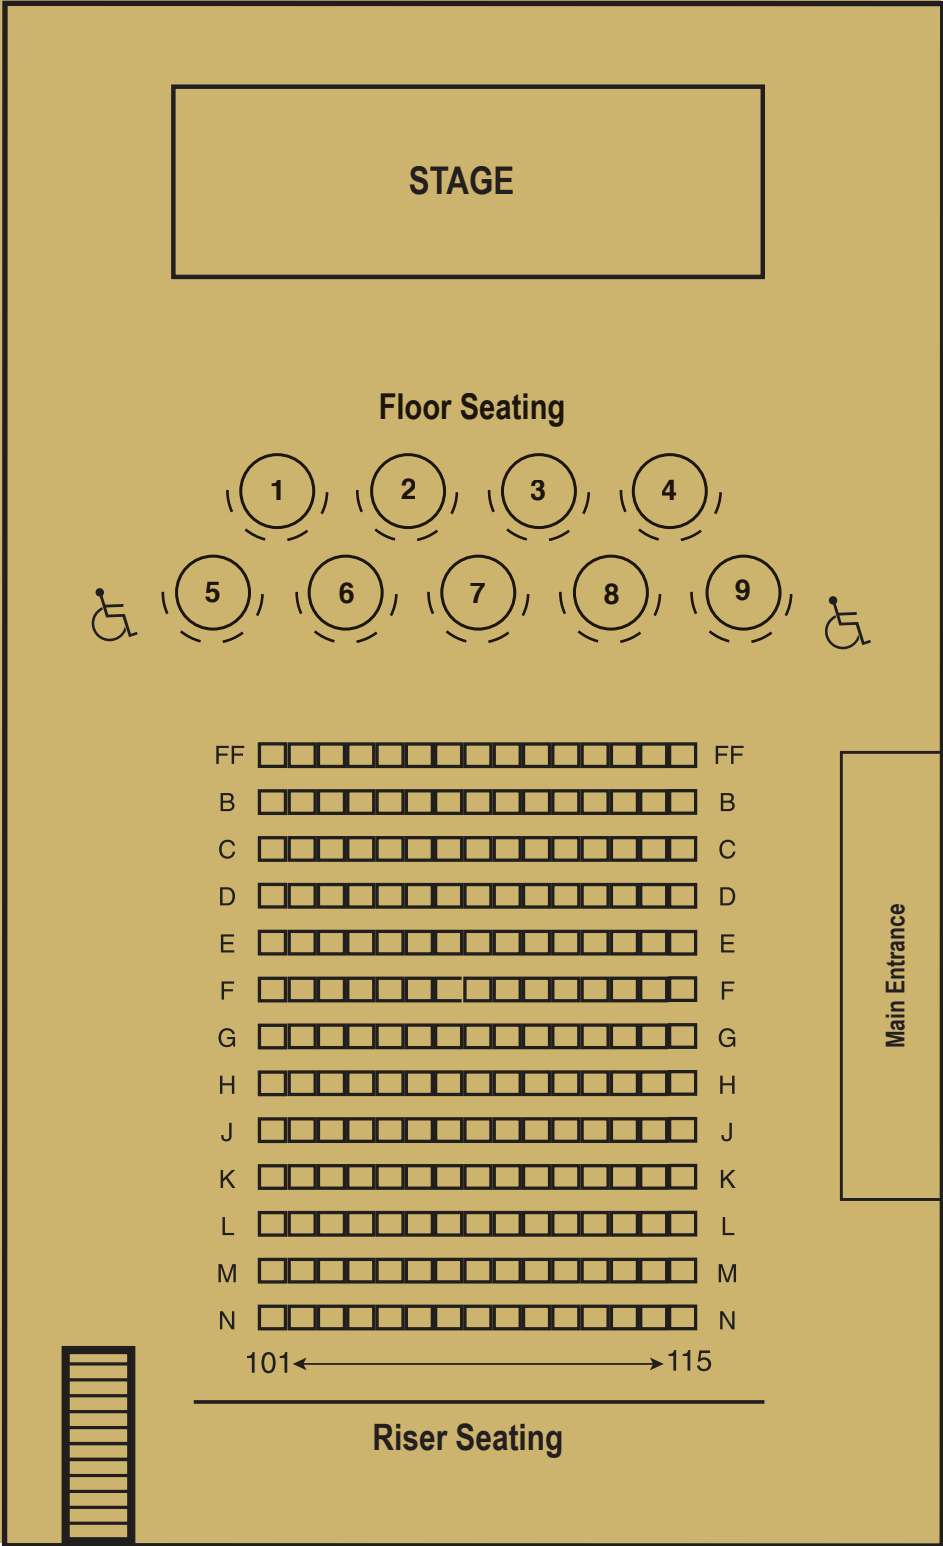 STAGE
Floor Seating
1 2 3 4
5 6 7 8 9
FF FF
B B
C C
D D
E E
F F
G G
H H
J J
K K
L L
M M
N N
101 115
Riser Seating
Main Entrance